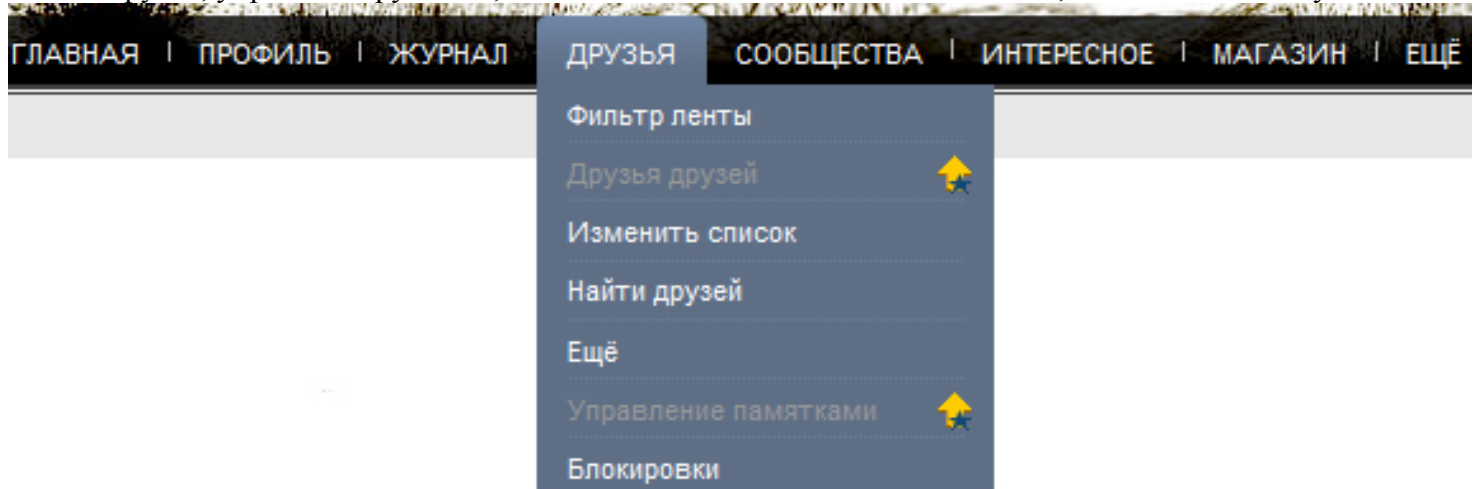 ГЛАВНАЯ | ПРОФИЛЬ | ЖУРНАЛ ДРУЗЬЯ СООБЩЕСТВА | ИНТЕРЕСНОЕ | МАГАЗИН | ЕЩЁ
Фильтр ленты
Друзья друзей
Изменить список
Найти друзей
Ещё
Управление памятками
Блокировки